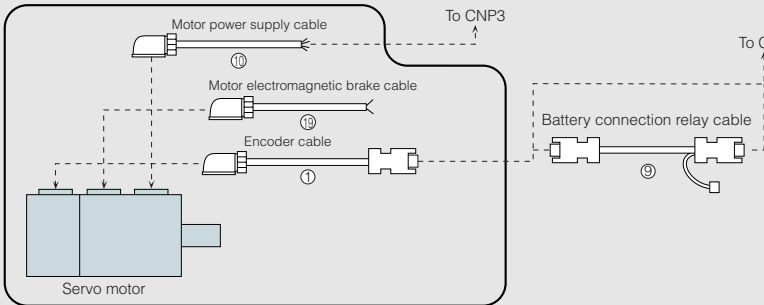 Motor power supply cable
To CNP3
⑩
Motor electromagnetic brake cable
⑲
Encoder cable
①
To C
Battery connection relay cable
⑨
Servo motor